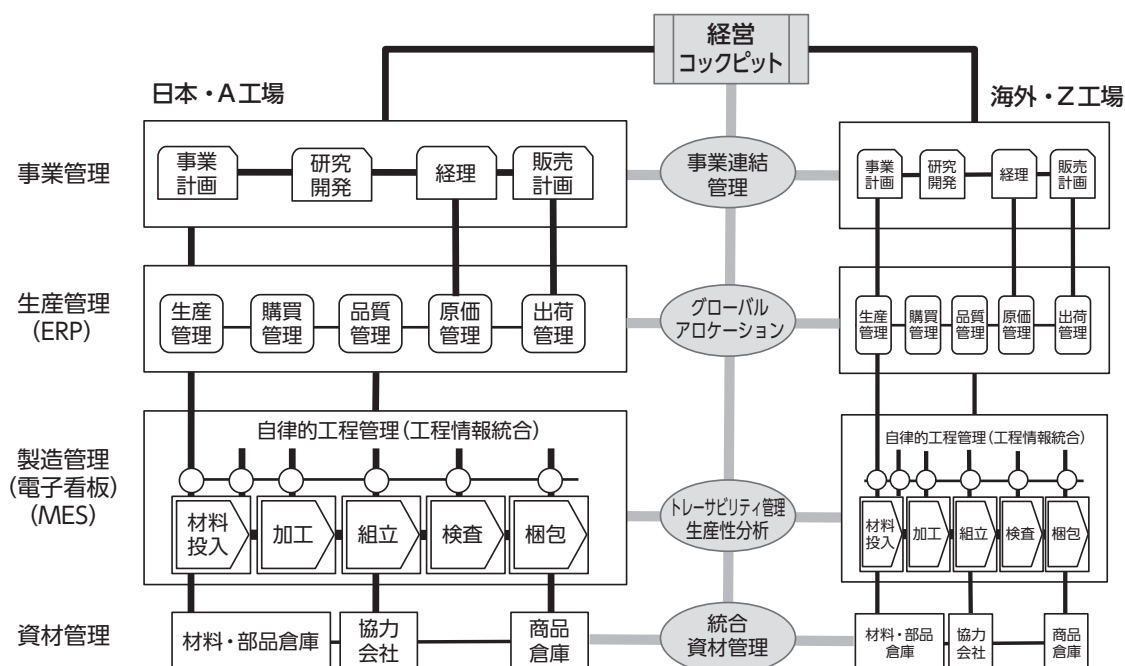 経営
コックピット
日本・A工場
海外・Z工場
事業管理
事業
計画
研究
開発
経理
販売
計画
事業連結
管理
事業
計画
研究
開発
経理
販売
計画
生産管理
(ERP)
生産
管理
購買
管理
品質
管理
原価
管理
出荷
管理
グローバル
アロケーション
生産
管理
購買
管理
品質
管理
原価
管理
出荷
管理
製造管理
(電子看板)
(MES)
自律的工程管理(工程情報統合)
材料
投入
加工
組立
検査
梱包
トレーサビリティ管理
生産性分析
自律的工程管理(工程情報統合)
材料
投入
加工
組立
検査
梱包
資材管理
材料・部品倉庫
協力
会社
商品
倉庫
統合
資材管理
材料・部品
倉庫
協力
会社
商品
倉庫